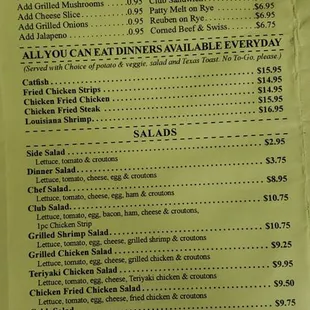 Add Grilled Mushrooms .95
Add Cheese Slice 0.95 Patty Melt on Rye $6.95
Add Grilled Onions 0.95 Reuben on Rye $6.95
Add Jalapeno .0.95 Corned Beef & Swiss $6.75
ALL YOU CAN EAT DINNERS AVAILABLE EVERYDAY
(Served with Choice of potato & veggie, salad and Texas Toast. No To-Go, please.)
Catfish $15.95
Fried Chicken Strips $14.95
Chicken Fried Chicken $14.95
Chicken Fried Steak $15.95
Louisiana Shrimp $16.95
SALADS
Side Salad $2.95
Lettuce, tomato & croutons
Dinner Salad $3.75
Lettuce, tomato, cheese, egg & croutons
Chef Salad $8.95
Lettuce, tomato, cheese, egg, ham & croutons
Club Salad $10.75
Lettuce, tomato, egg, bacon, ham, cheese & croutons,
1pc Chicken Strip
Grilled Shrimp Salad $10.75
Lettuce, tomato, egg, cheese, grilled shrimp & croutons
Grilled Chicken Salad $9.25
Lettuce, tomato, egg, grilled chicken, cheese & croutons
Teriyaki Chicken Salad $9.95
Lettuce, tomato, egg, cheese, Teriyaki chicken & croutons
Chicken Fried Chicken Salad $9.50
Lettuce, tomato, egg, cheese, fried chicken & croutons
$9.75